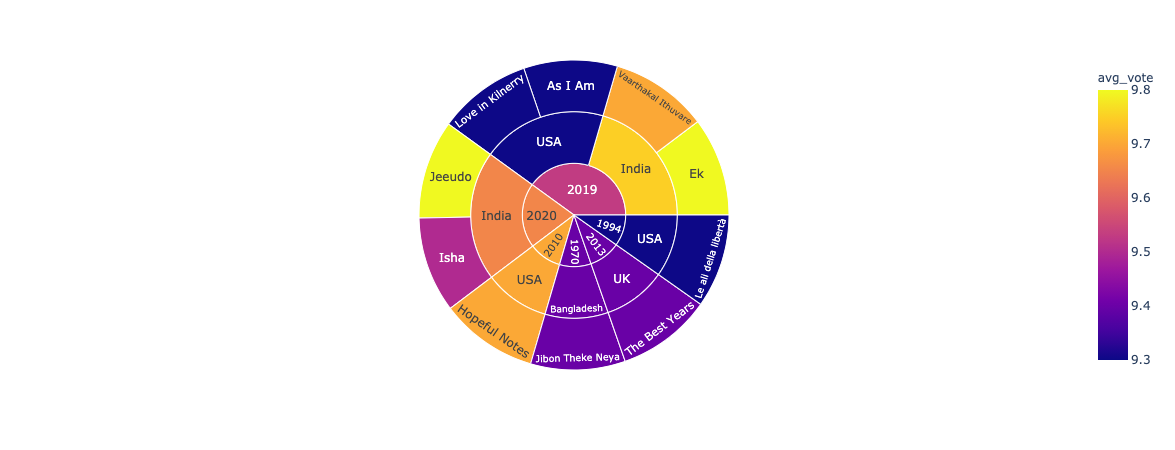 avg_vote
9.8
9.7
9.6
9.5
9.4
9.3
Love in Kilnerry
As I Am
Vaarthakal Ithuvare
USA
Jeeudo
India
Ek
2019
India
2020
1994
USA
Le ali della libertà
2010
1970
2013
Isha
USA
UK
Bangladesh
Hopeful Notes
Jibon Theke Neya
The Best Years